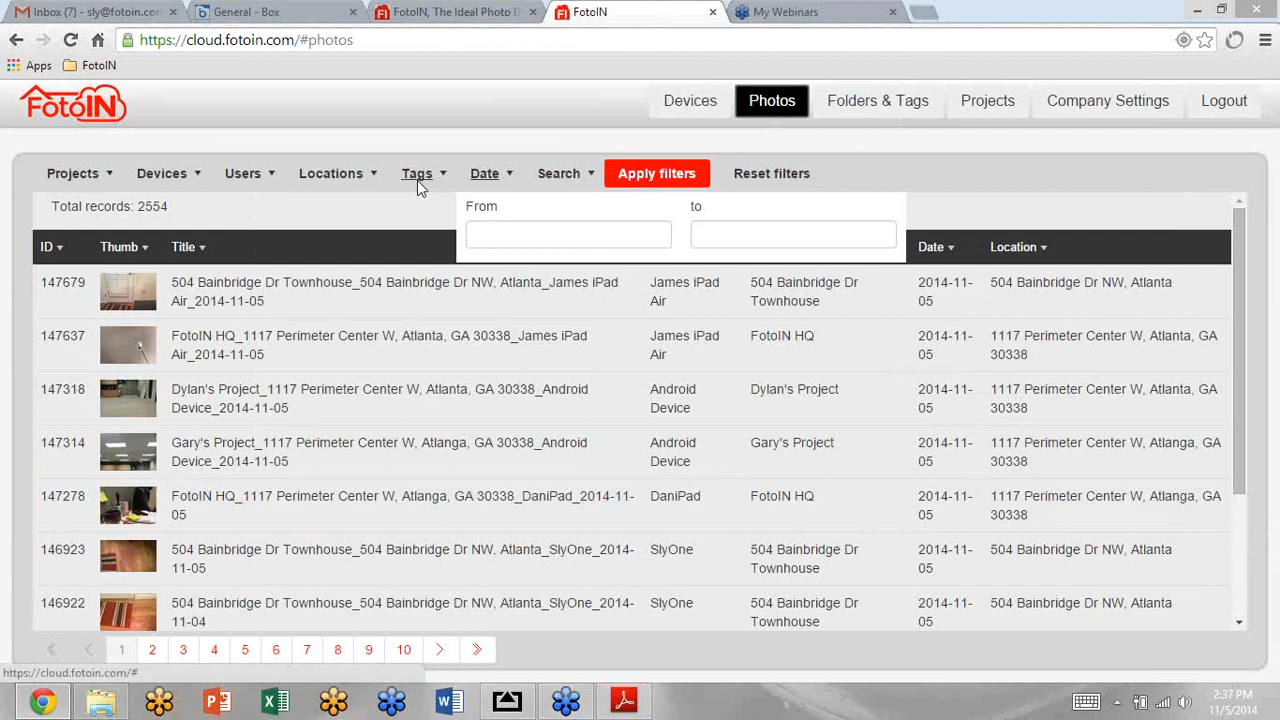 Inbox (7) - sly@fotoin.com
General - Box
FotoIN, The Ideal Photo D
FotoIN
My Webinars
https://cloud.fotoin.com/#photos
Apps
FotoIN
FotoIN
Devices
Photos
Folders & Tags
Projects
Company Settings
Logout
Projects
Devices
Users
Locations
Tags
Date
Search
Apply filters
Reset filters
Total records: 2554
From
to
ID
Thumb
Title
Date
Location
147679
504 Bainbridge Dr Townhouse_504 Bainbridge Dr NW, Atlanta_James iPad
Air_2014-11-05
James iPad
Air
504 Bainbridge Dr
Townhouse
2014-11-
05
504 Bainbridge Dr NW, Atlanta
147637
FotoIN HQ_1117 Perimeter Center W, Atlanta, GA 30338_James iPad
Air_2014-11-05
James iPad
Air
FotoIN HQ
2014-11-
05
1117 Perimeter Center W, Atlanta, GA
30338
147318
Dylan's Project_1117 Perimeter Center W, Atlanta, GA 30338_Android
Device_2014-11-05
Android
Device
Dylan's Project
2014-11-
05
1117 Perimeter Center W, Atlanta, GA
30338
147314
Gary's Project_1117 Perimeter Center W, Atlanga, GA 30338_Android
Device_2014-11-05
Android
Device
Gary's Project
2014-11-
05
1117 Perimeter Center W, Atlanga, GA
30338
147278
FotoIN HQ_1117 Perimeter Center W, Atlanga, GA 30338_DaniPad_2014-11-
05
DaniPad
FotoIN HQ
2014-11-
05
1117 Perimeter Center W, Atlanga, GA
30338
146923
504 Bainbridge Dr Townhouse_504 Bainbridge Dr NW. Atlanta_SlyOne_2014-
11-05
SlyOne
504 Bainbridge Dr
Townhouse
2014-11-
05
504 Bainbridge Dr NW, Atlanta
146922
504 Bainbridge Dr Townhouse_504 Bainbridge Dr NW, Atlanta_SlyOne_2014-
11-04
SlyOne
504 Bainbridge Dr
Townhouse
2014-11-
05
504 Bainbridge Dr NW, Atlanta
1 2 3 4 5 6 7 8 9 10
https://cloud.fotoin.com/#
2:37 PM
11/5/2014